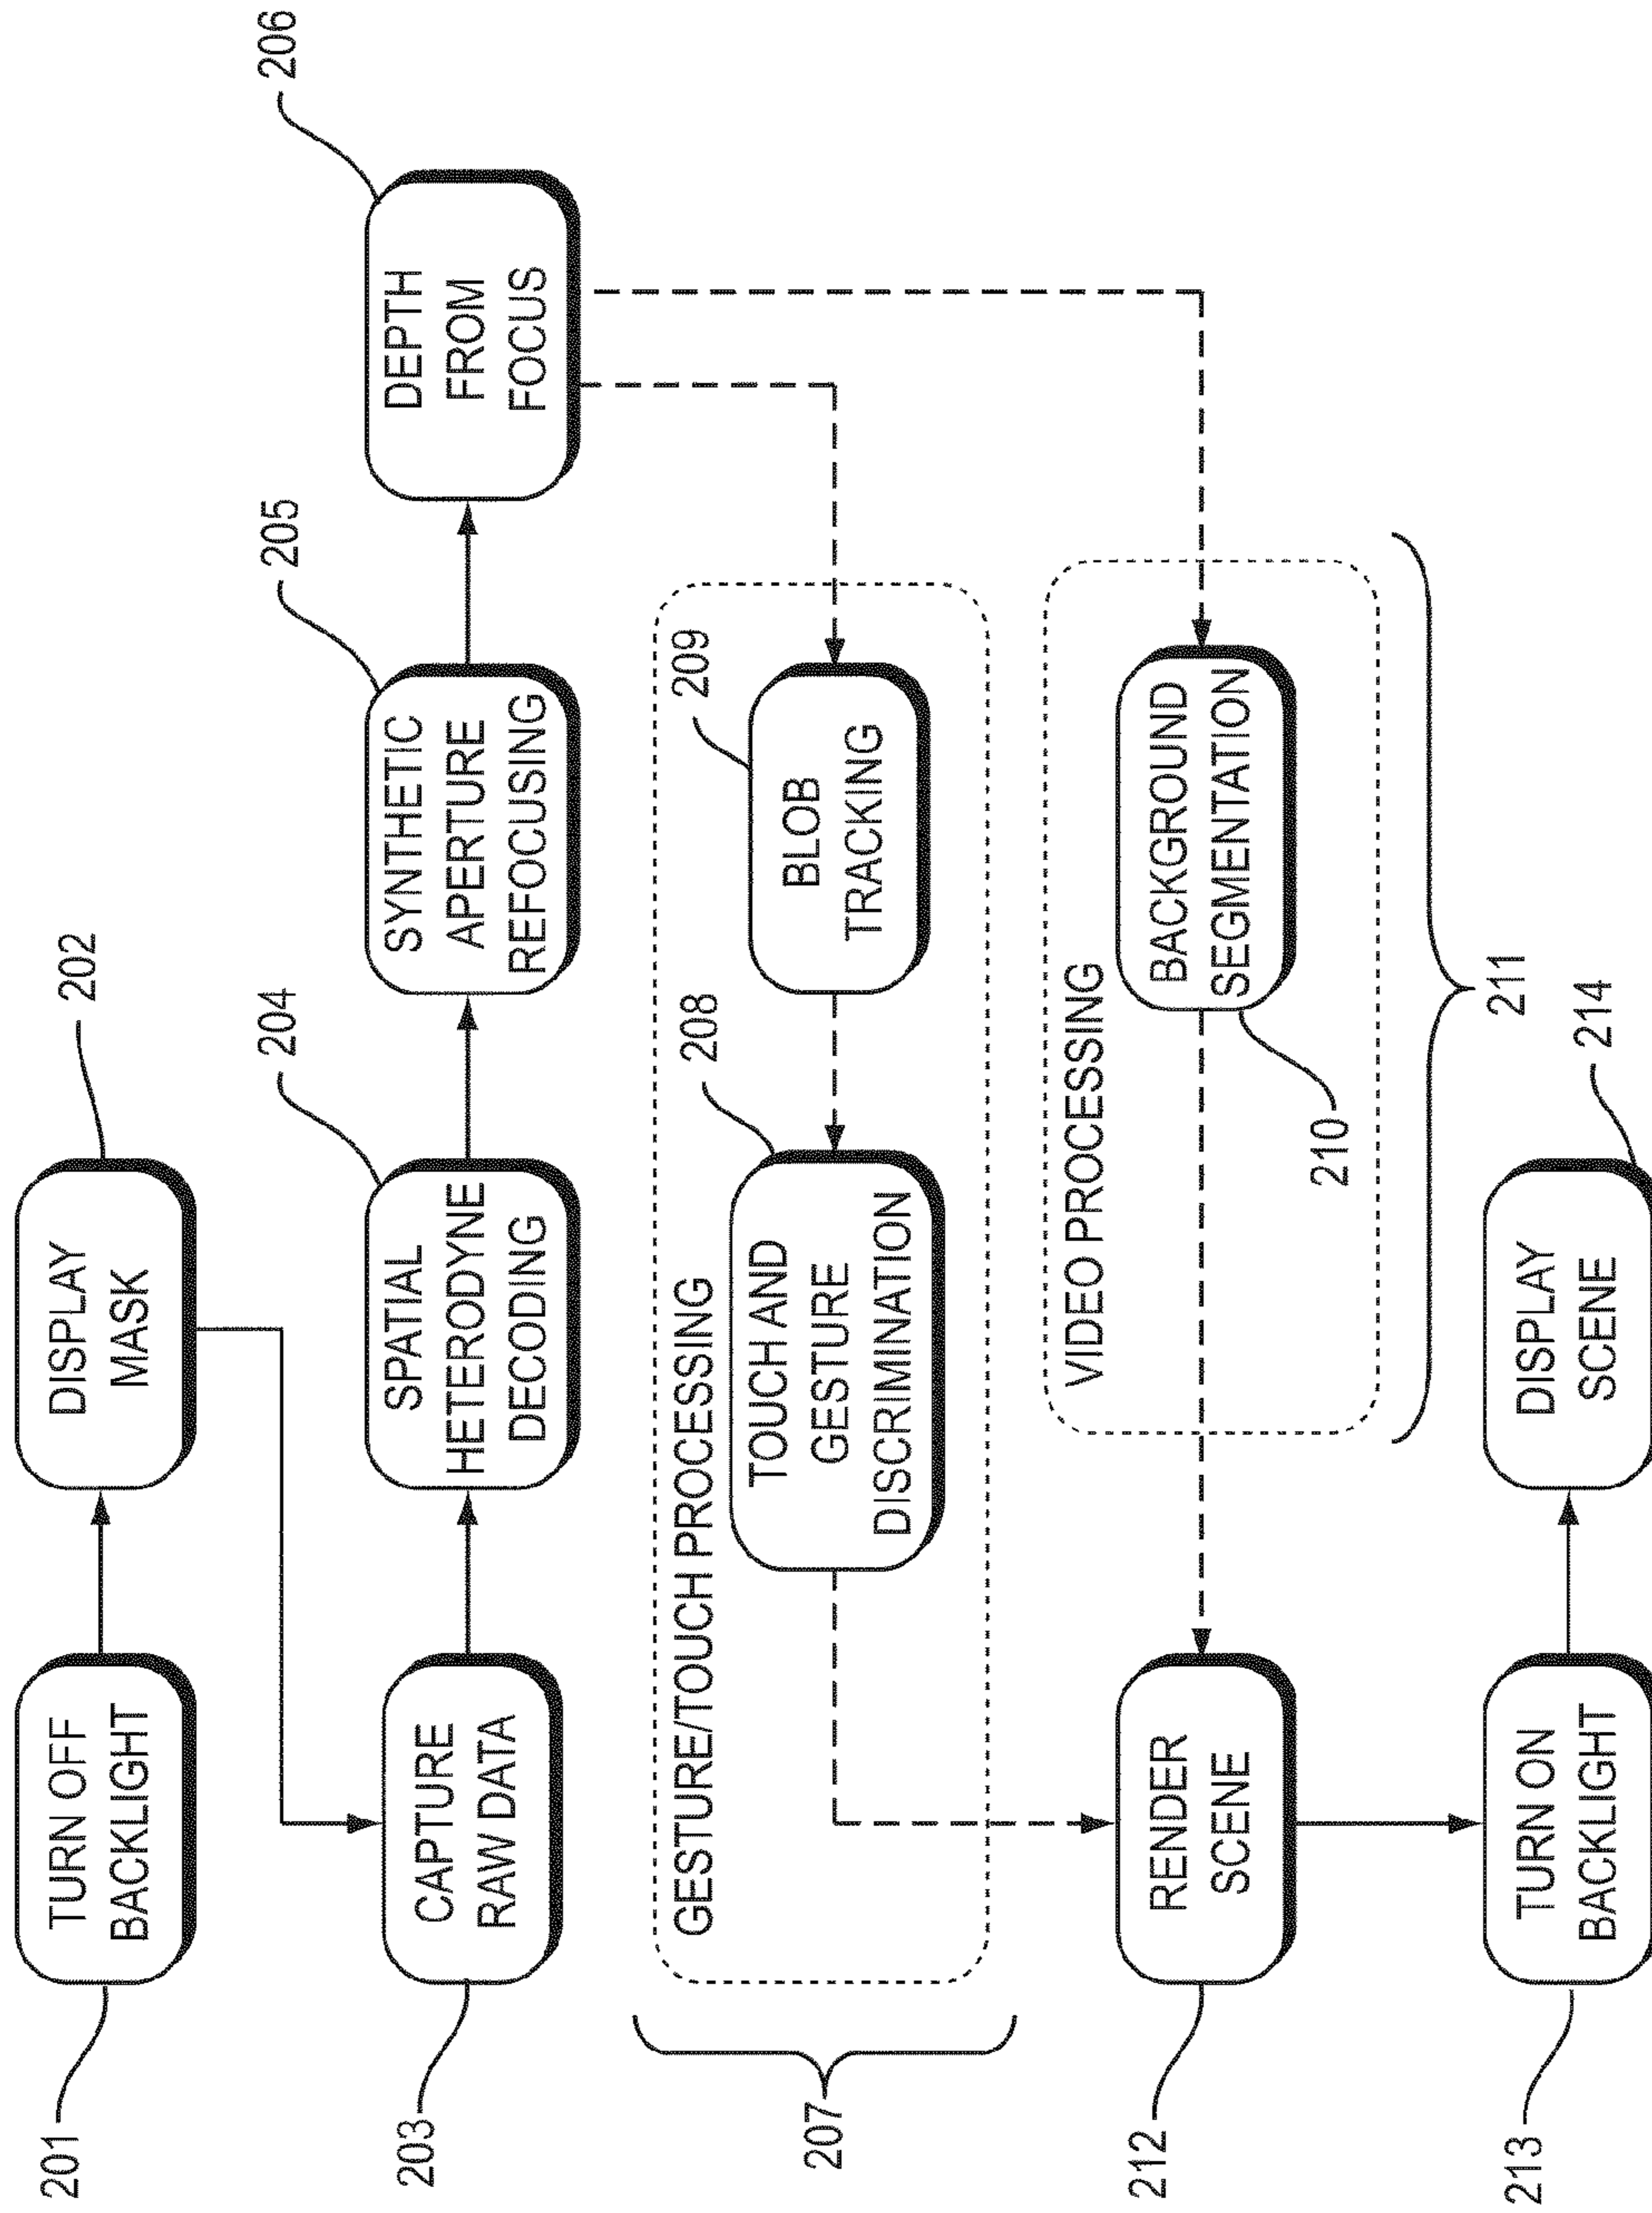 201
TURN OFF
BACKLIGHT
DISPLAY
MASK
202
203
CAPTURE
RAW DATA
204
SPATIAL
HETERODYNE
DECODING
205
SYNTHETIC
APERTURE
REFOCUSING
206
DEPTH
FROM
FOCUS
207
GESTURE/TOUCH PROCESSING
208
TOUCH AND
GESTURE
DISCRIMINATION
209
BLOB
TRACKING
212
RENDER
SCENE
VIDEO PROCESSING
210
BACKGROUND
SEGMENTATION
211
213
TURN ON
BACKLIGHT
DISPLAY
SCENE
214